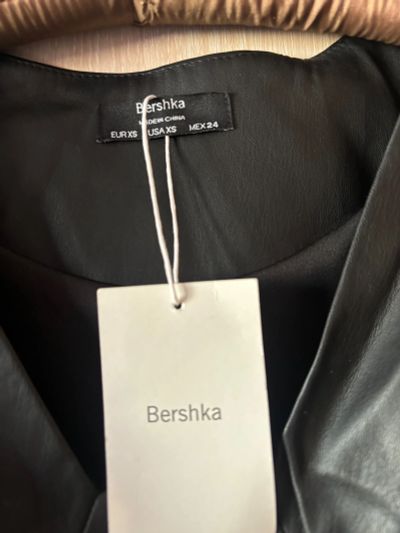 Bershka
MADE IN CHINA
EUR XS USA XS MEX 24
Bershka